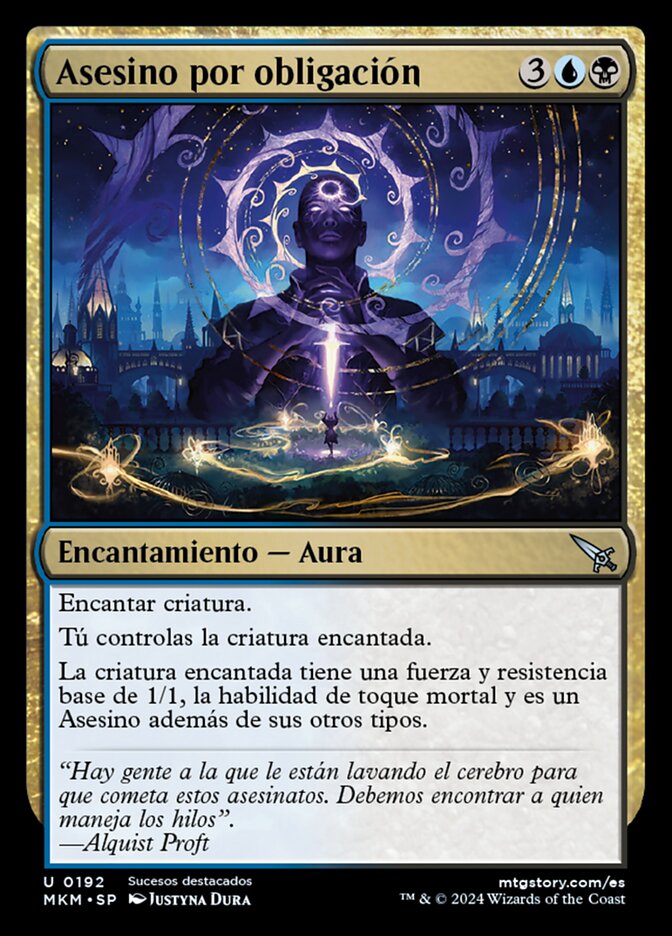 Asesino por obligación 3
Encantamiento — Aura
Encantar criatura.
Tú controlas la criatura encantada.
La criatura encantada tiene una fuerza y resistencia
base de 1/1, la habilidad de toque mortal y es un
Asesino además de sus otros tipos.
“Hay gente a la que le están lavando el cerebro para
que cometa estos asesinatos. Debemos encontrar a quien
maneja los hilos”.
—Alquist Proft
U 0192 Sucesos destacados mtgstory.com/es
MKM • SP Justyna Dura ™ & © 2024 Wizards of the Coast